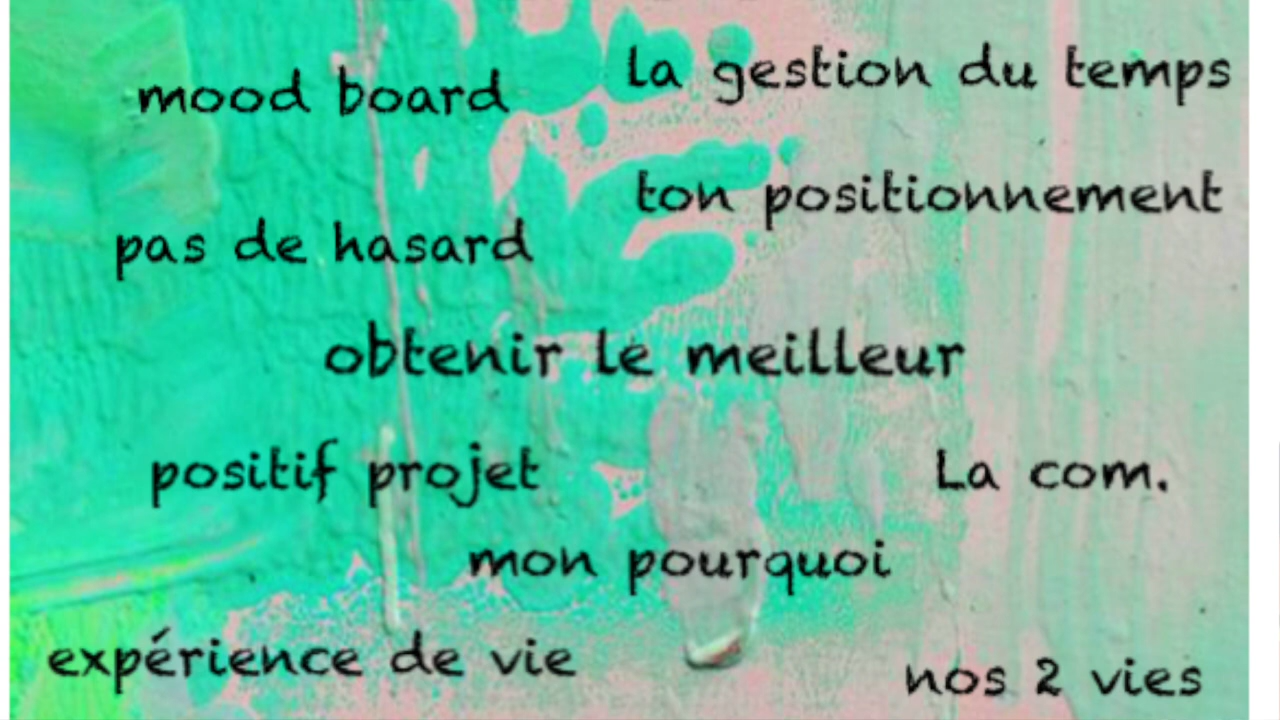 mood board
la gestion du temps
ton positionnement
pas de hasard
obtenir le meilleur
positif projet
La com.
mon pourquoi
expérience de vie
nos 2 vies